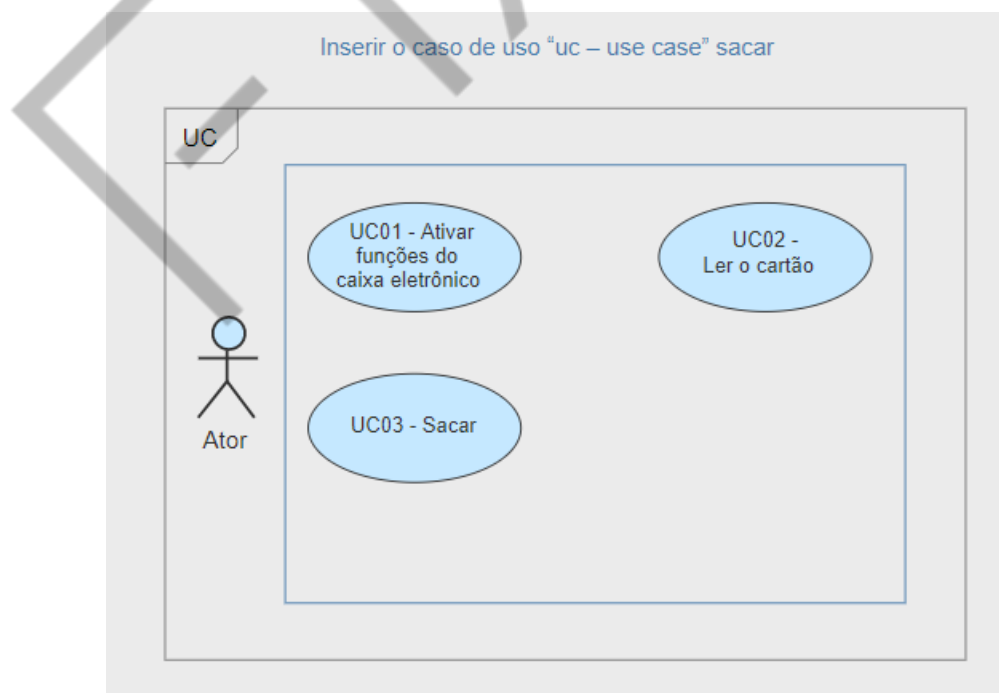 Inserir o caso de uso “uc – use case” sacar
UC
UC01 - Ativar
funções do
caixa eletrônico
UC02 -
Ler o cartão
Ator
UC03 - Sacar